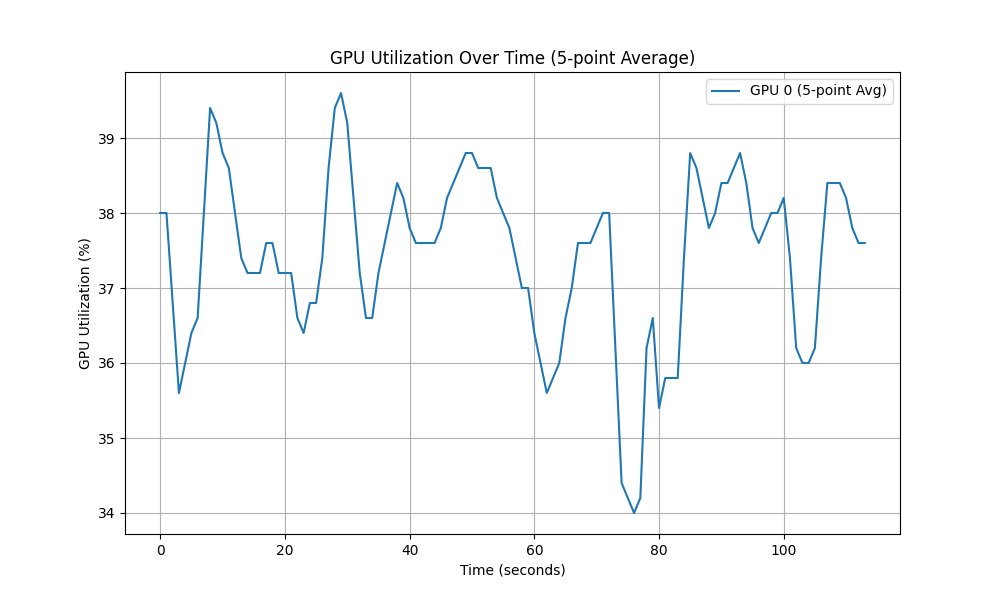 GPU Utilization Over Time (5-point Average)
GPU 0 (5-point Avg)
GPU Utilization (%)
39
38
37
36
35
34
0 20 40 60 80 100
Time (seconds)